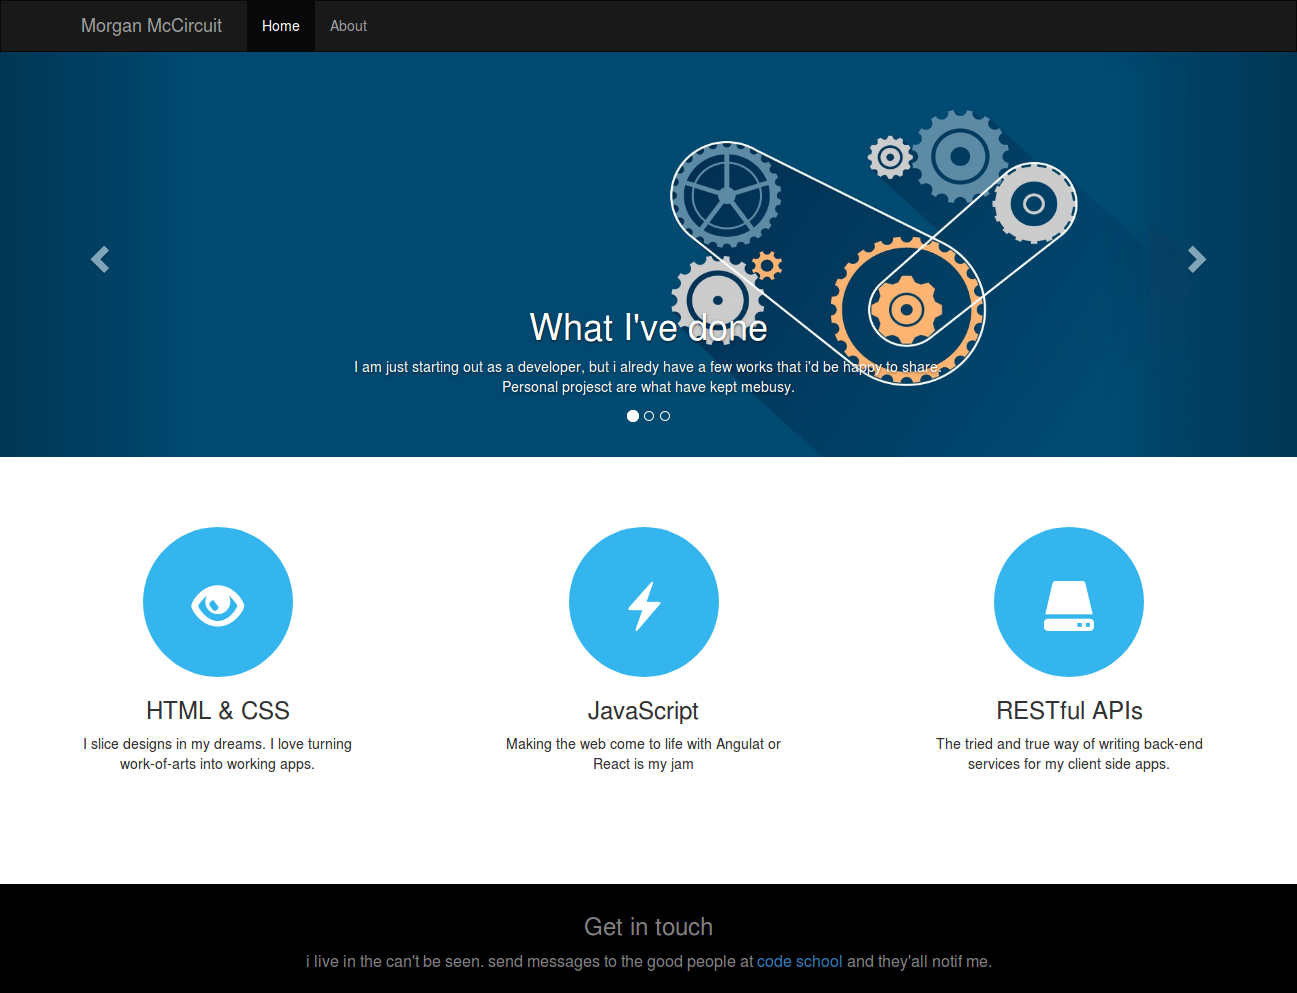 Morgan McCircuit Home About
What I've done
I am just starting out as a developer, but i alredy have a few works that i'd be happy to share.
Personal projesct are what have kept mebusy.
HTML & CSS
I slice designs in my dreams. I love turning
work-of-arts into working apps.
JavaScript
Making the web come to life with Angulat or
React is my jam
RESTful APIs
The tried and true way of writing back-end
services for my client side apps.
Get in touch
i live in the can't be seen. send messages to the good people at code school and they'all notif me.